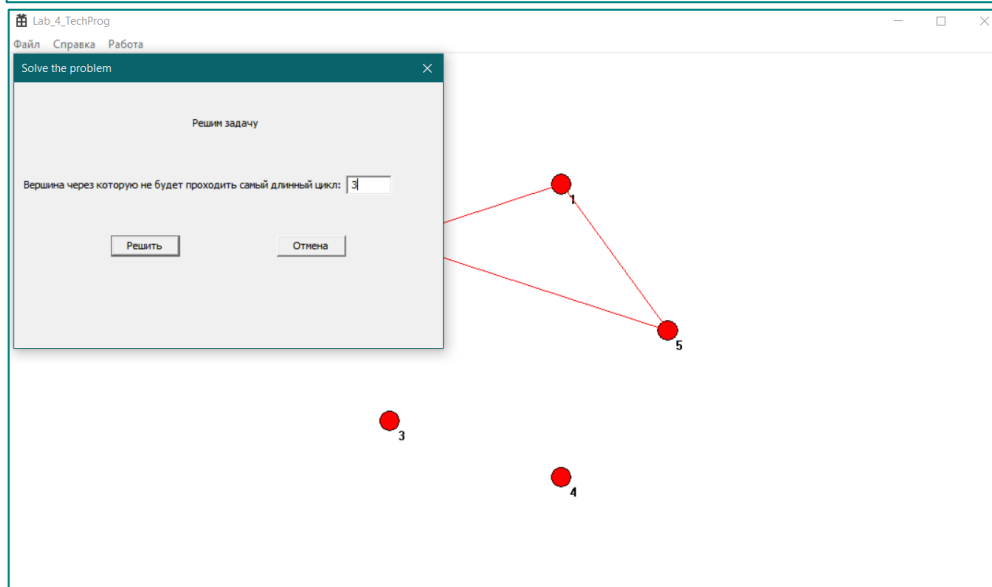 Lab_4_TechProg
Файл Справка Работа
Solve the problem
Решим задачу
Вершина через которую не будет проходить самый длинный цикл: 3
Решить Отмена
1
5
3
4